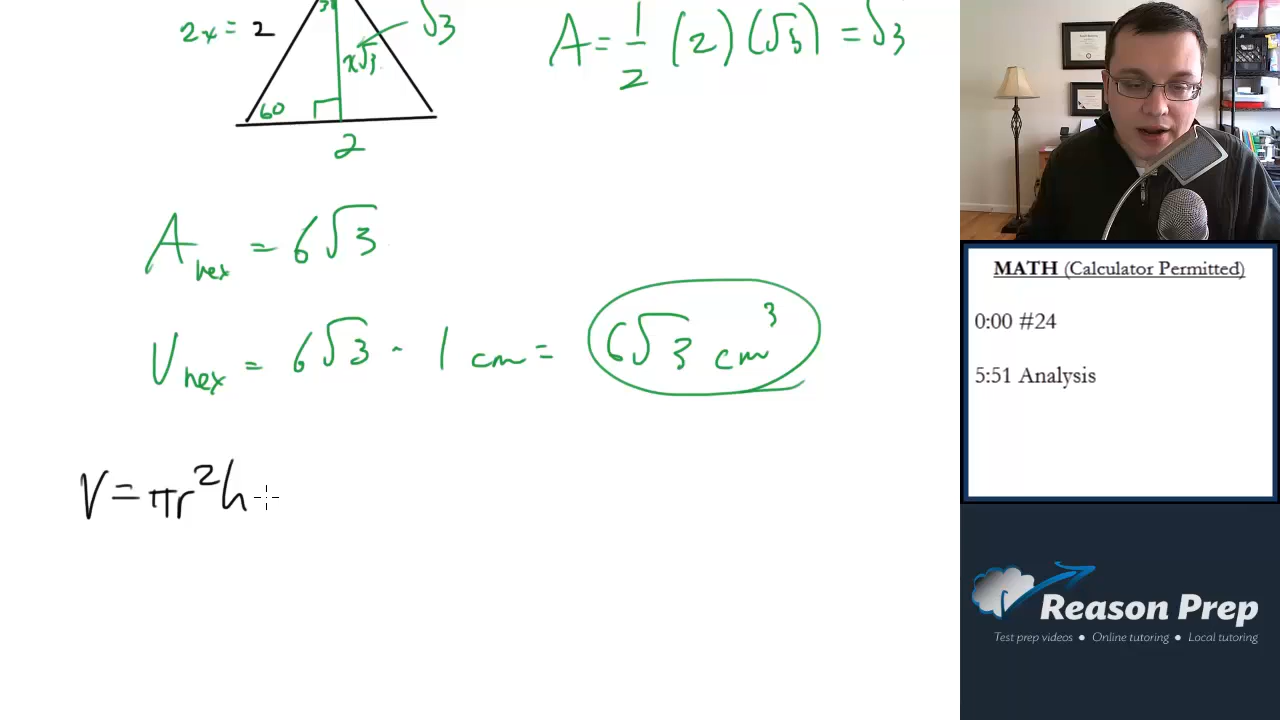 2x = 2
√3
A = 1/2 (2)(√3) = √3
x√3
60
2
A hex = 6√3
V hex = 6√3 · 1 cm = 6√3 cm³
V = πr²h
MATH (Calculator Permitted)
0:00 #24
5:51 Analysis
Reason Prep
Test prep videos ● Online tutoring ● Local tutoring